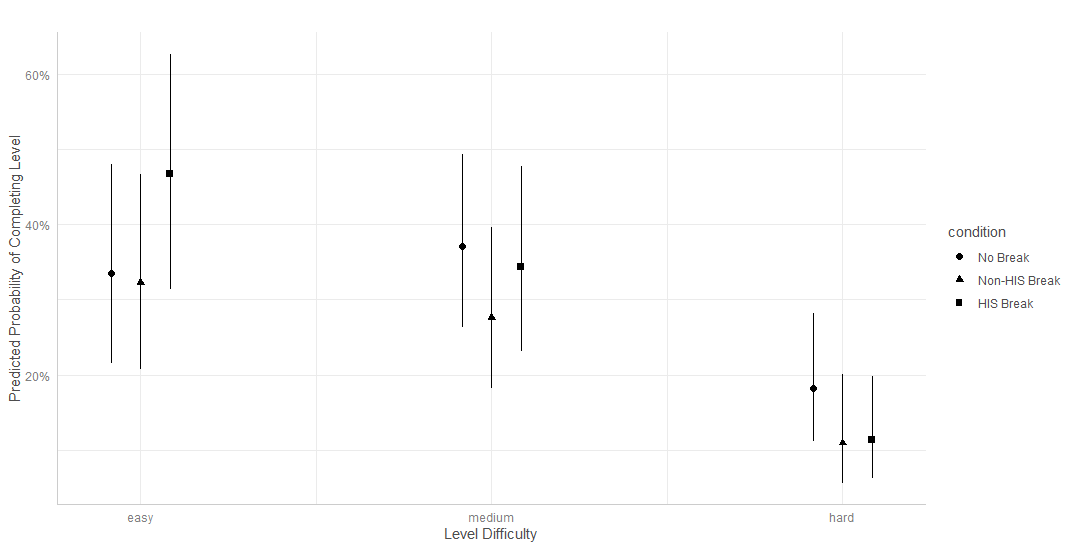 60%
40%
20%
Predicted Probability of Completing Level
easy
medium
hard
Level Difficulty
condition
No Break
Non-HIS Break
HIS Break